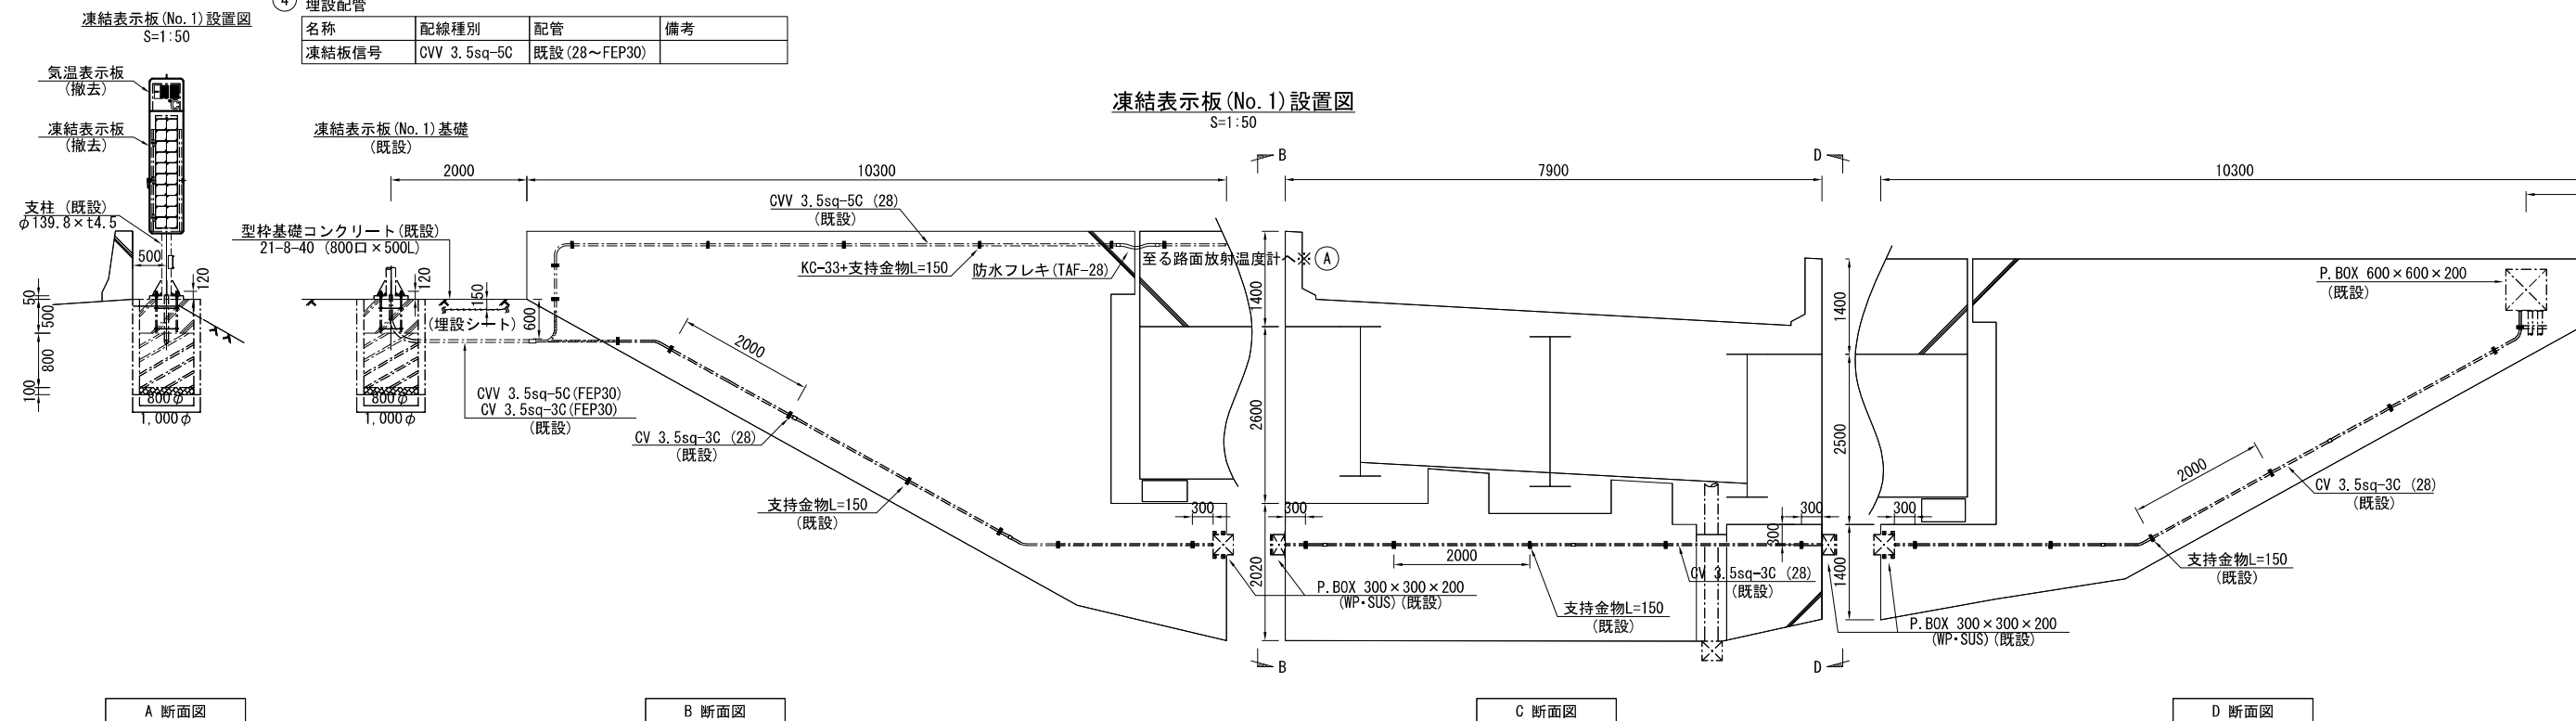 凍結表示板(No.1)設置図
S=1:50
④ 埋設配管
名称 配線種別 配管 備考
凍結板信号 CVV 3.5sq-5C 既設(28～FEP30)
気温表示板
(撤去)
凍結表示板
(撤去)
支柱 (既設)
φ139.8×t4.5
500
120
50
500
800
100
800φ
1,000φ
凍結表示板(No.1)基礎
(既設)
2000
10300
型枠基礎コンクリート(既設)
21-8-40 (800口×500L)
120
150
(埋設シート)
600
800φ
1,000φ
CVV 3.5sq-5C(FEP30)
CV 3.5sq-3C(FEP30)
(既設)
CVV 3.5sq-5C (28)
(既設)
KC-33+支持金物L=150
防水フレキ(TAF-28)
至る路面放射温度計へ※Ⓐ
2000
CV 3.5sq-3C (28)
(既設)
支持金物L=150
(既設)
300
凍結表示板(No.1)設置図
S=1:50
B
D
7900
1400
2600
2020
300
2000
P.BOX 300×300×200
(WP・SUS)(既設)
支持金物L=150
(既設)
CV 3.5sq-3C (28)
(既設)
300
300
B
D
10300
1400
2500
1400
300
P.BOX 600×600×200
(既設)
2000
CV 3.5sq-3C (28)
(既設)
支持金物L=150
(既設)
P.BOX 300×300×200
(WP・SUS)(既設)
A 断面図
B 断面図
C 断面図
D 断面図